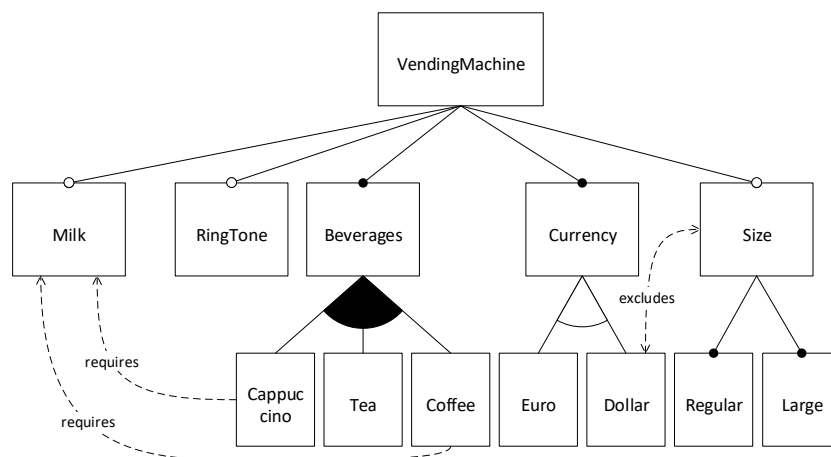 VendingMachine
Milk
RingTone
Beverages
Currency
Size
excludes
requires
Cappuc
cino
Tea
Coffee
Euro
Dollar
Regular
Large
requires